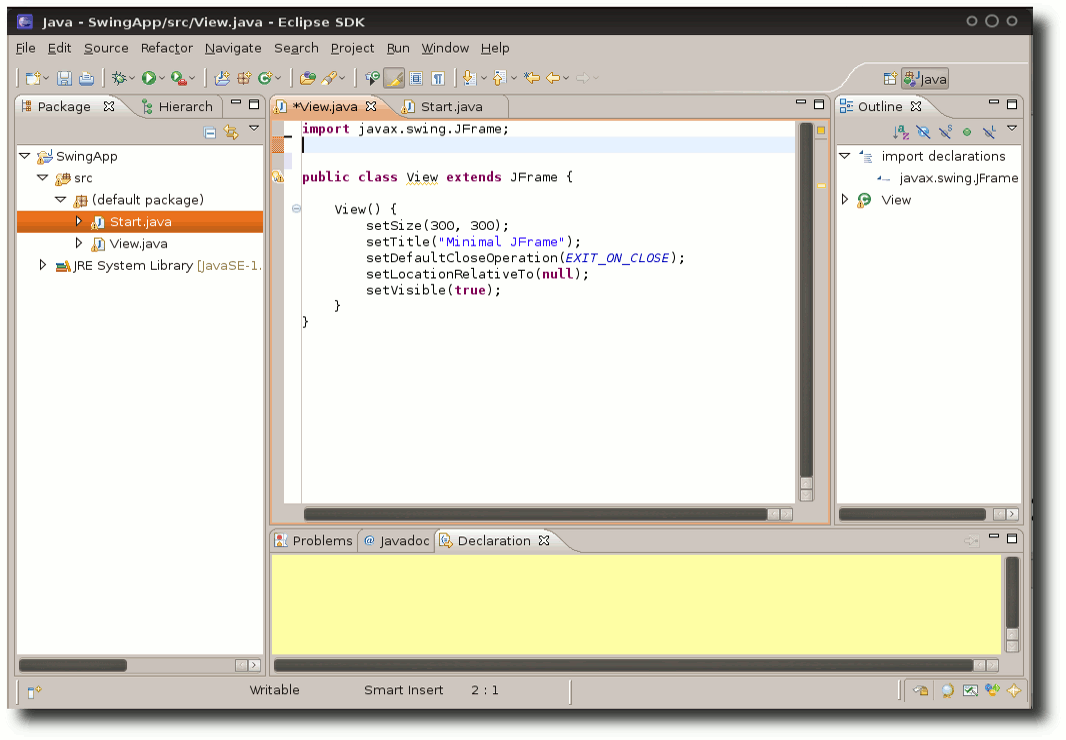 Java - SwingApp/src/View.java - Eclipse SDK
File Edit Source Refactor Navigate Search Project Run Window Help
Java
Package
Hierarch
SwingApp
src
(default package)
Start.java
View.java
JRE System Library [JavaSE-1.
*View.java
Start.java
import javax.swing.JFrame;
public class View extends JFrame {
View() {
setSize(300, 300);
setTitle("Minimal JFrame");
setDefaultCloseOperation(EXIT_ON_CLOSE);
setLocationRelativeTo(null);
setVisible(true);
}
}
Outline
import declarations
javax.swing.JFrame
View
Problems
@ Javadoc
Declaration
Writable
Smart Insert
2 : 1